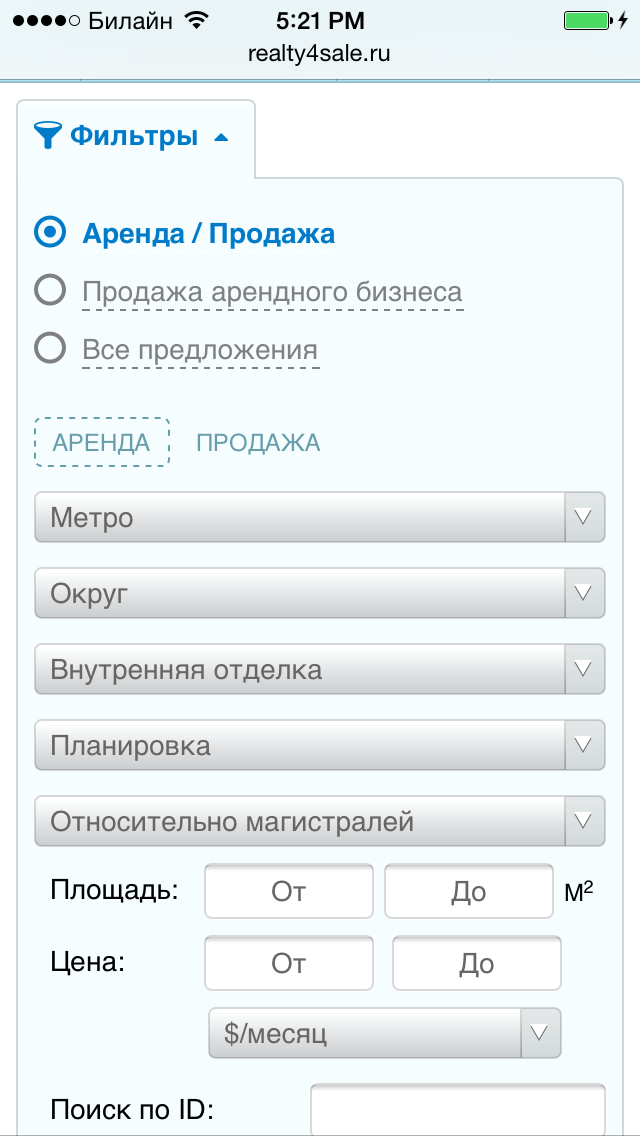 Билайн 5:21 PM
realty4sale.ru
Фильтры
Аренда / Продажа
Продажа арендного бизнеса
Все предложения
АРЕНДА ПРОДАЖА
Метро
Округ
Внутренняя отделка
Планировка
Относительно магистралей
Площадь: От До м²
Цена: От До
$/месяц
Поиск по ID: